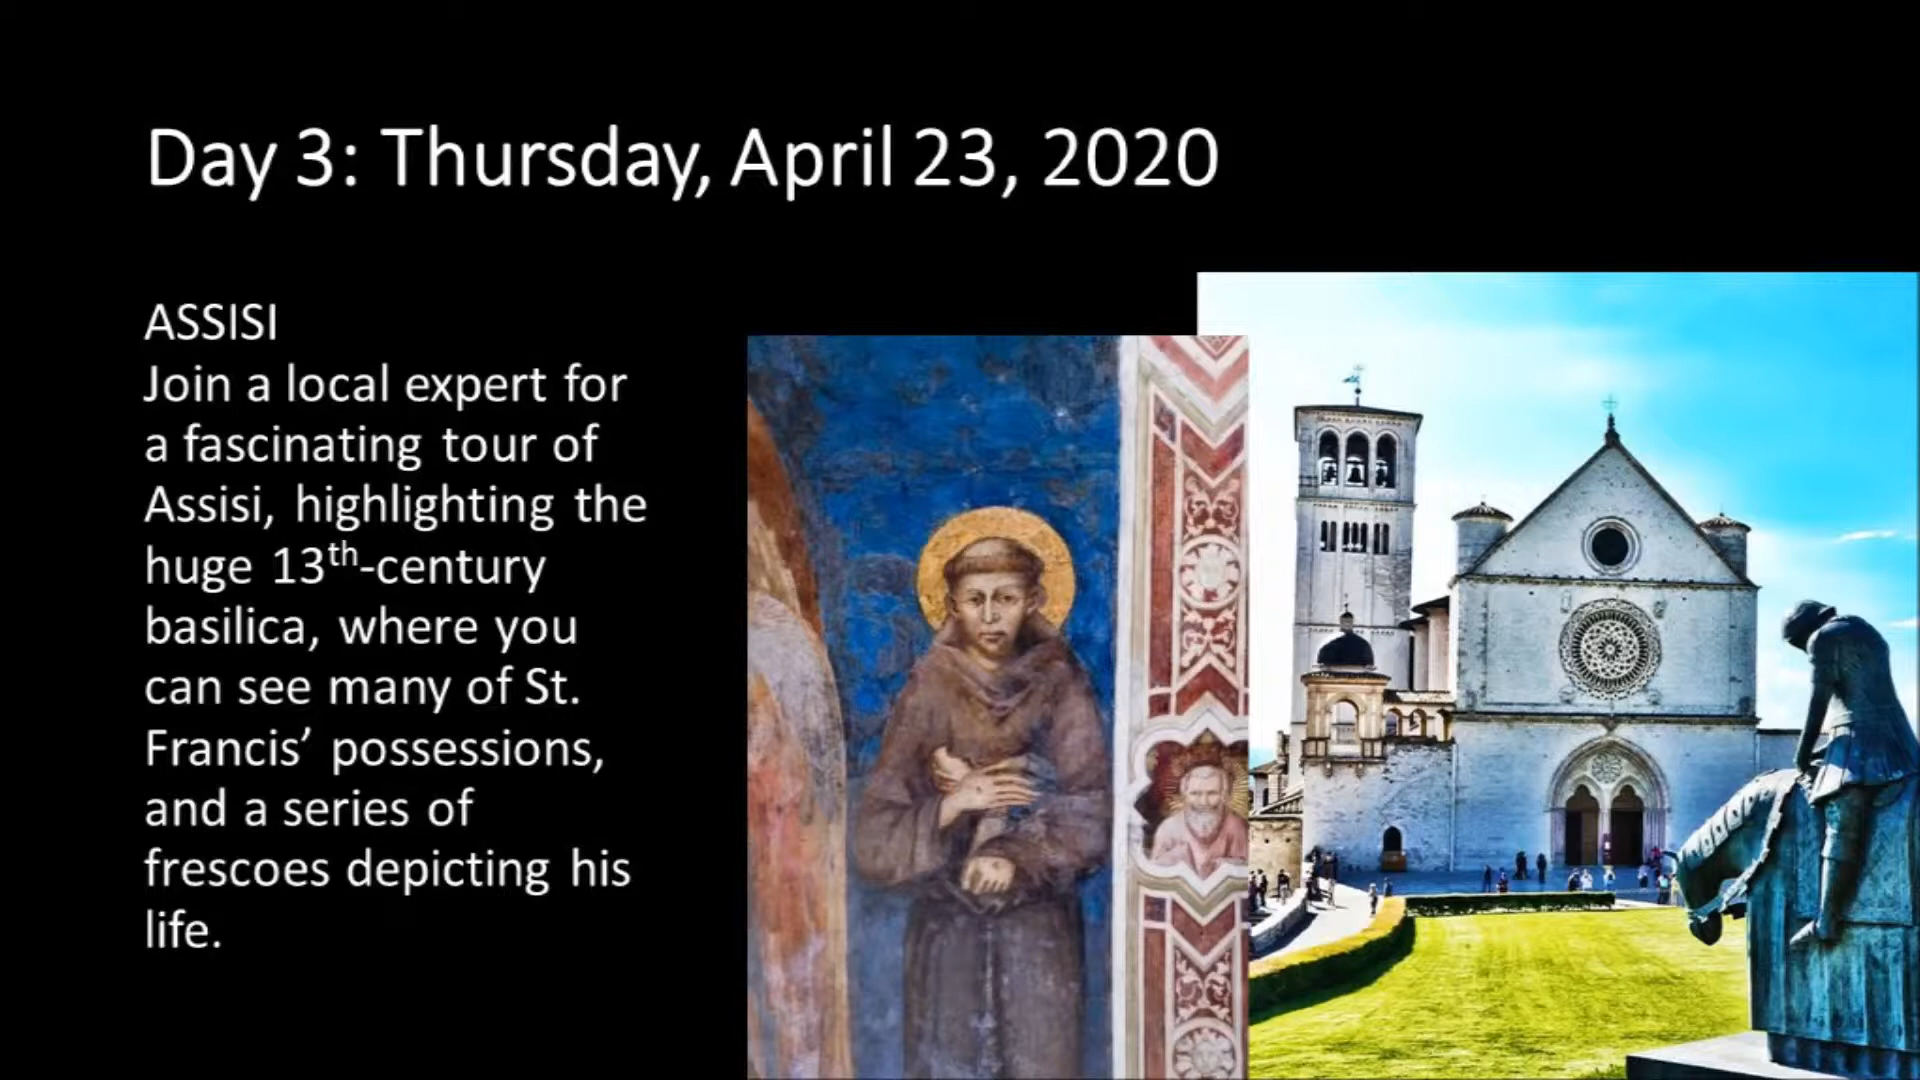 Day 3: Thursday, April 23, 2020
ASSISI
Join a local expert for
a fascinating tour of
Assisi, highlighting the
huge 13th-century
basilica, where you
can see many of St.
Francis’ possessions,
and a series of
frescoes depicting his
life.